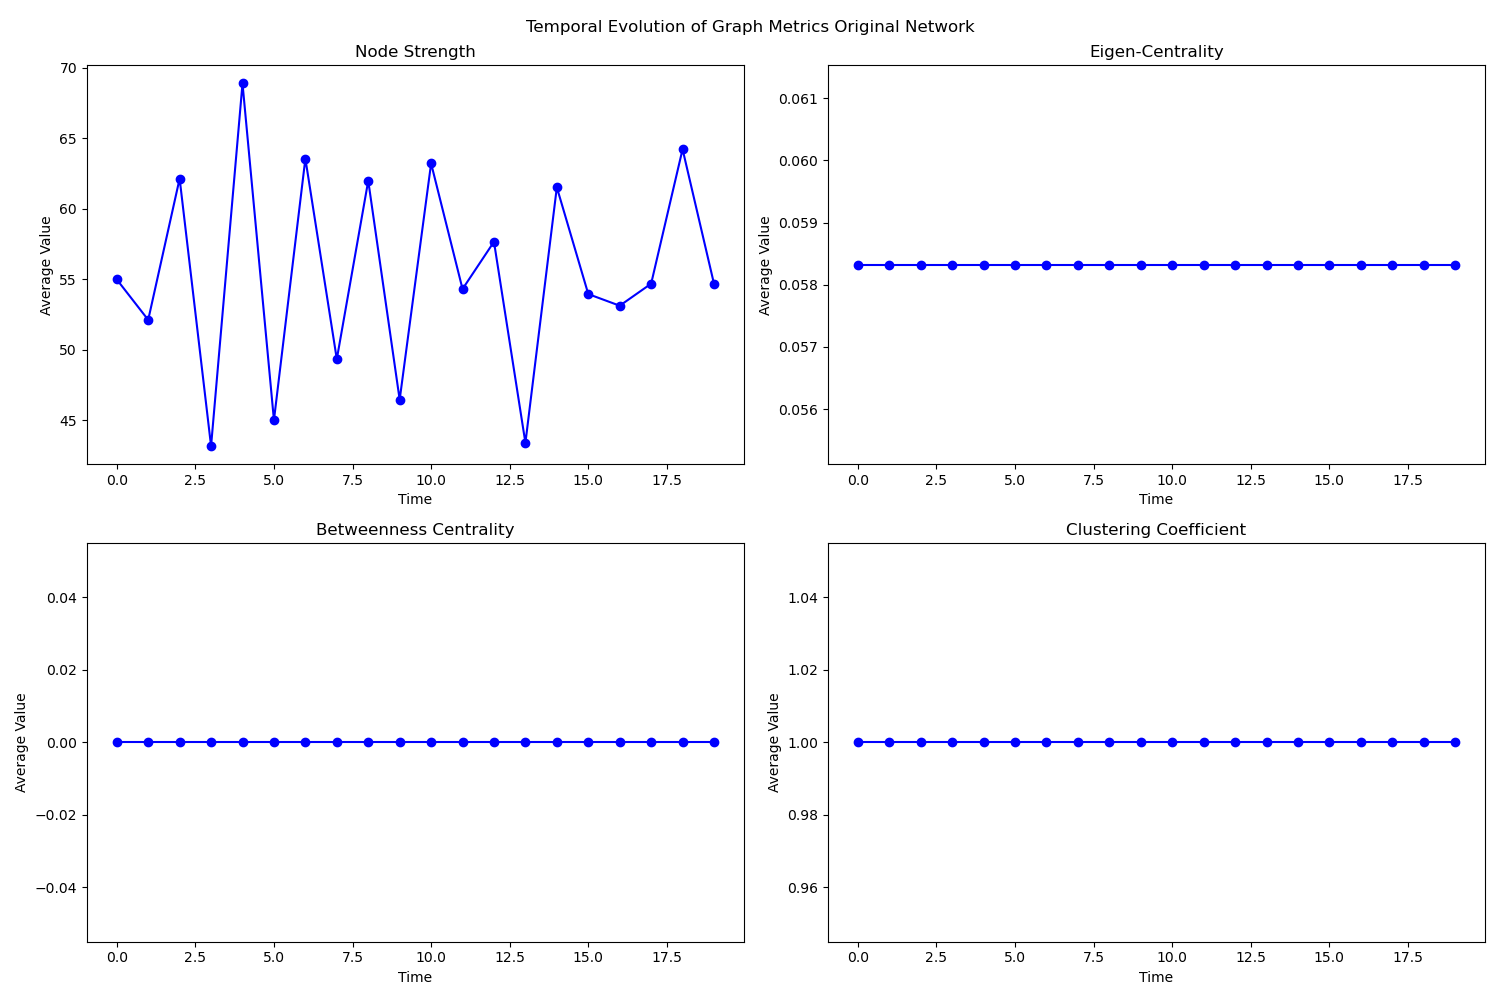 Temporal Evolution of Graph Metrics Original Network
Node Strength
70
65
60
55
50
45
Average Value
0.0 2.5 5.0 7.5 10.0 12.5 15.0 17.5
Time
Eigen-Centrality
0.061
0.060
0.059
0.058
0.057
0.056
Average Value
0.0 2.5 5.0 7.5 10.0 12.5 15.0 17.5
Time
Betweenness Centrality
0.04
0.02
0.00
−0.02
−0.04
Average Value
0.0 2.5 5.0 7.5 10.0 12.5 15.0 17.5
Time
Clustering Coefficient
1.04
1.02
1.00
0.98
0.96
Average Value
0.0 2.5 5.0 7.5 10.0 12.5 15.0 17.5
Time